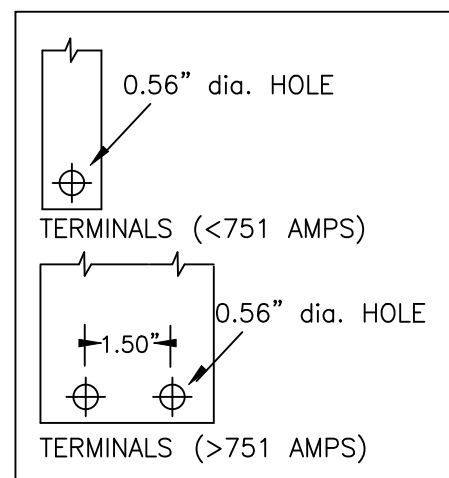 0.56” dia. HOLE
TERMINALS (<751 AMPS)
0.56” dia. HOLE
1.50”
TERMINALS (>751 AMPS)